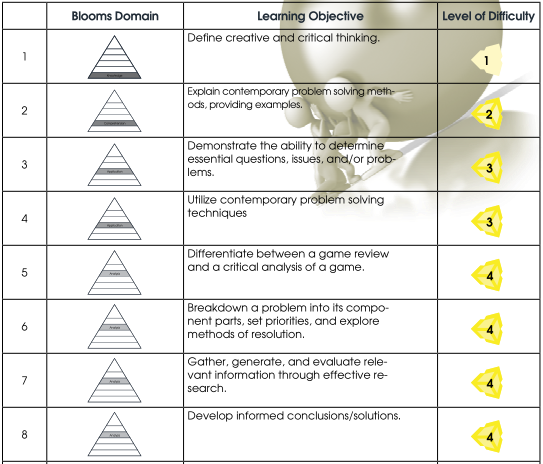 Blooms Domain Learning Objective Level of Difficulty
1 Knowledge Define creative and critical thinking. 1
2 Comprehension Explain contemporary problem solving meth- 2
ods, providing examples.
3 Application Demonstrate the ability to determine 3
essential questions, issues, and/or prob-
lems.
4 Application Utilize contemporary problem solving 3
techniques
5 Analysis Differentiate between a game review 4
and a critical analysis of a game.
6 Analysis Breakdown a problem into its compo- 4
nent parts, set priorities, and explore
methods of resolution.
7 Analysis Gather, generate, and evaluate rele- 4
vant information through effective re-
search.
8 Analysis Develop informed conclusions/solutions. 4